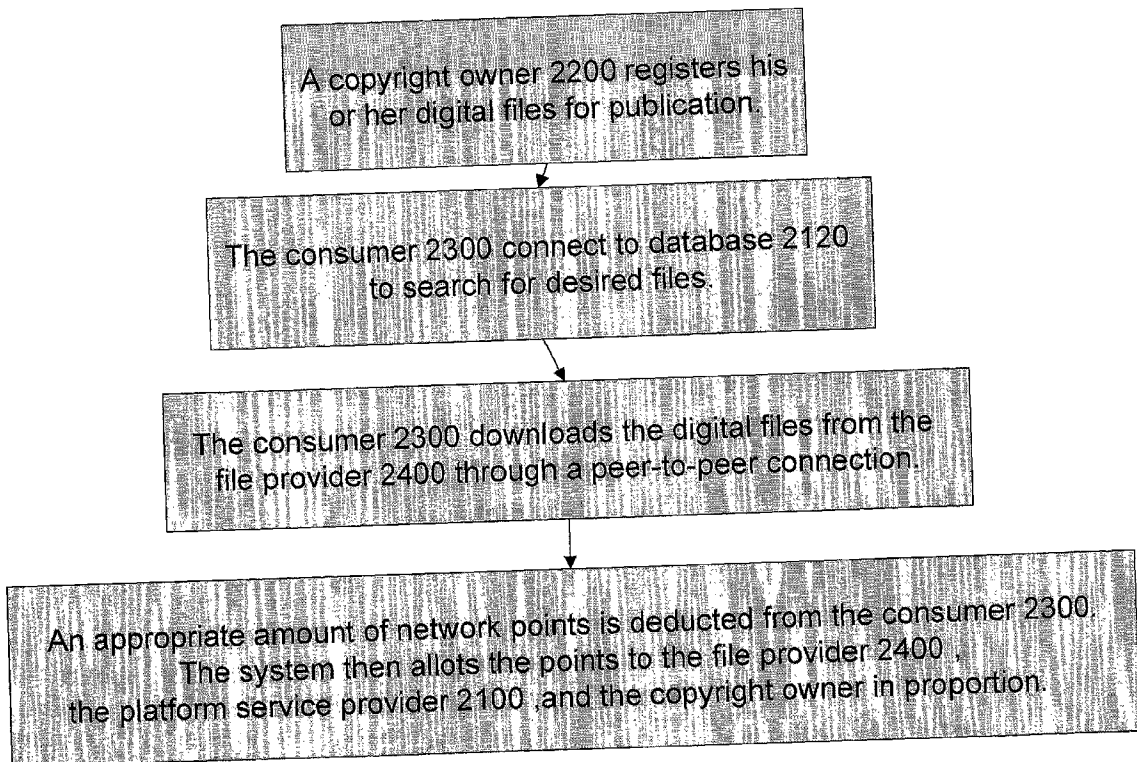 A copyright owner 2200 registers his
or her digital files for publication.
The consumer 2300 connect to database 2120
to search for desired files.
The consumer 2300 downloads the digital files from the
file provider 2400 through a peer-to-peer connection.
An appropriate amount of network points is deducted from the consumer 2300.
The system then allots the points to the file provider 2400 ,
the platform service provider 2100 ,and the copyright owner in proportion.